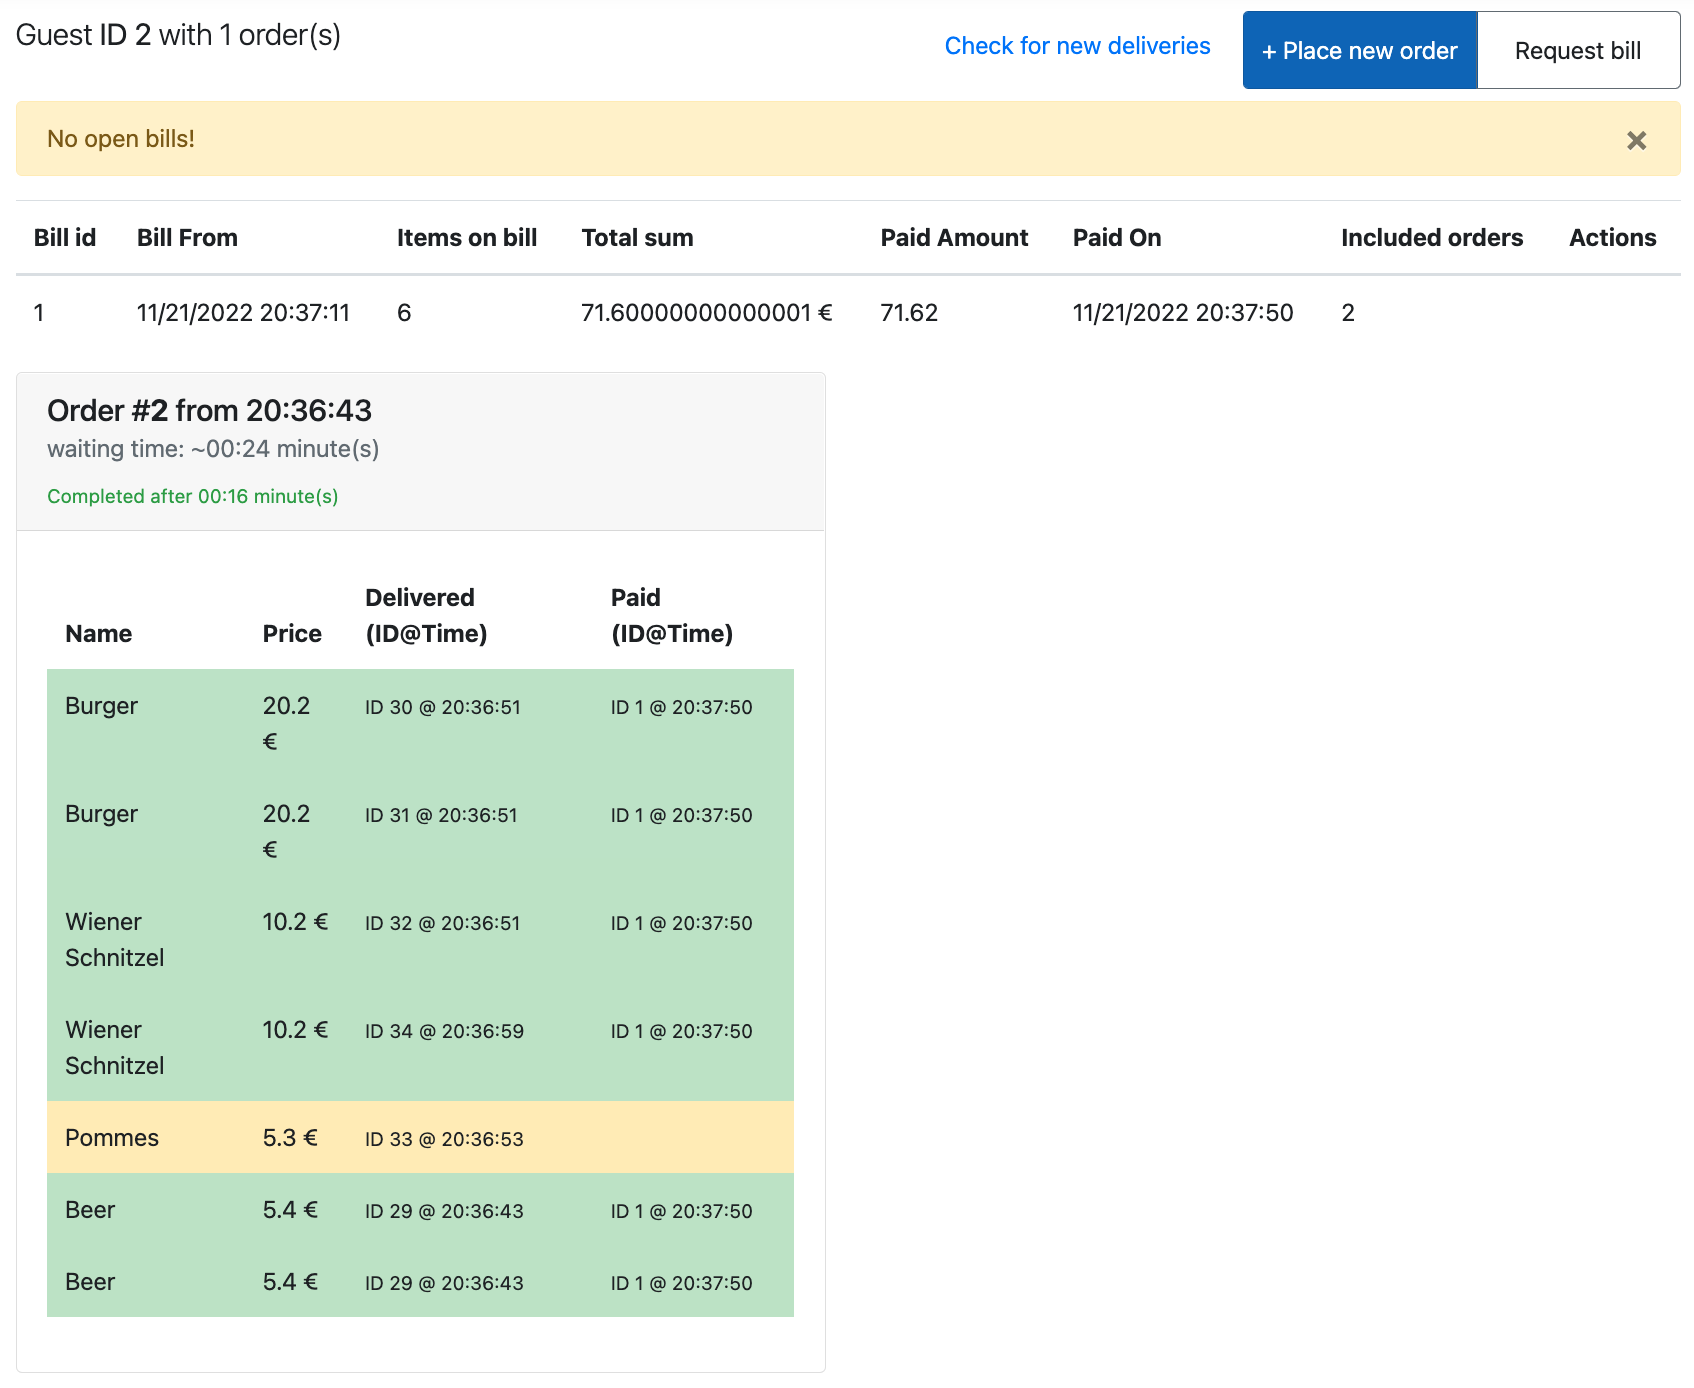 Guest ID 2 with 1 order(s)
Check for new deliveries
+ Place new order
Request bill
No open bills!
×
Bill id Bill From Items on bill Total sum Paid Amount Paid On Included orders Actions
1 11/21/2022 20:37:11 6 71.60000000000001 € 71.62 11/21/2022 20:37:50 2
Order #2 from 20:36:43
waiting time: ~00:24 minute(s)
Completed after 00:16 minute(s)
Delivered Paid
Name Price (ID@Time) (ID@Time)
Burger 20.2 ID 30 @ 20:36:51 ID 1 @ 20:37:50
€
Burger 20.2 ID 31 @ 20:36:51 ID 1 @ 20:37:50
€
Wiener 10.2 € ID 32 @ 20:36:51 ID 1 @ 20:37:50
Schnitzel
Wiener 10.2 € ID 34 @ 20:36:59 ID 1 @ 20:37:50
Schnitzel
Pommes 5.3 € ID 33 @ 20:36:53
Beer 5.4 € ID 29 @ 20:36:43 ID 1 @ 20:37:50
Beer 5.4 € ID 29 @ 20:36:43 ID 1 @ 20:37:50